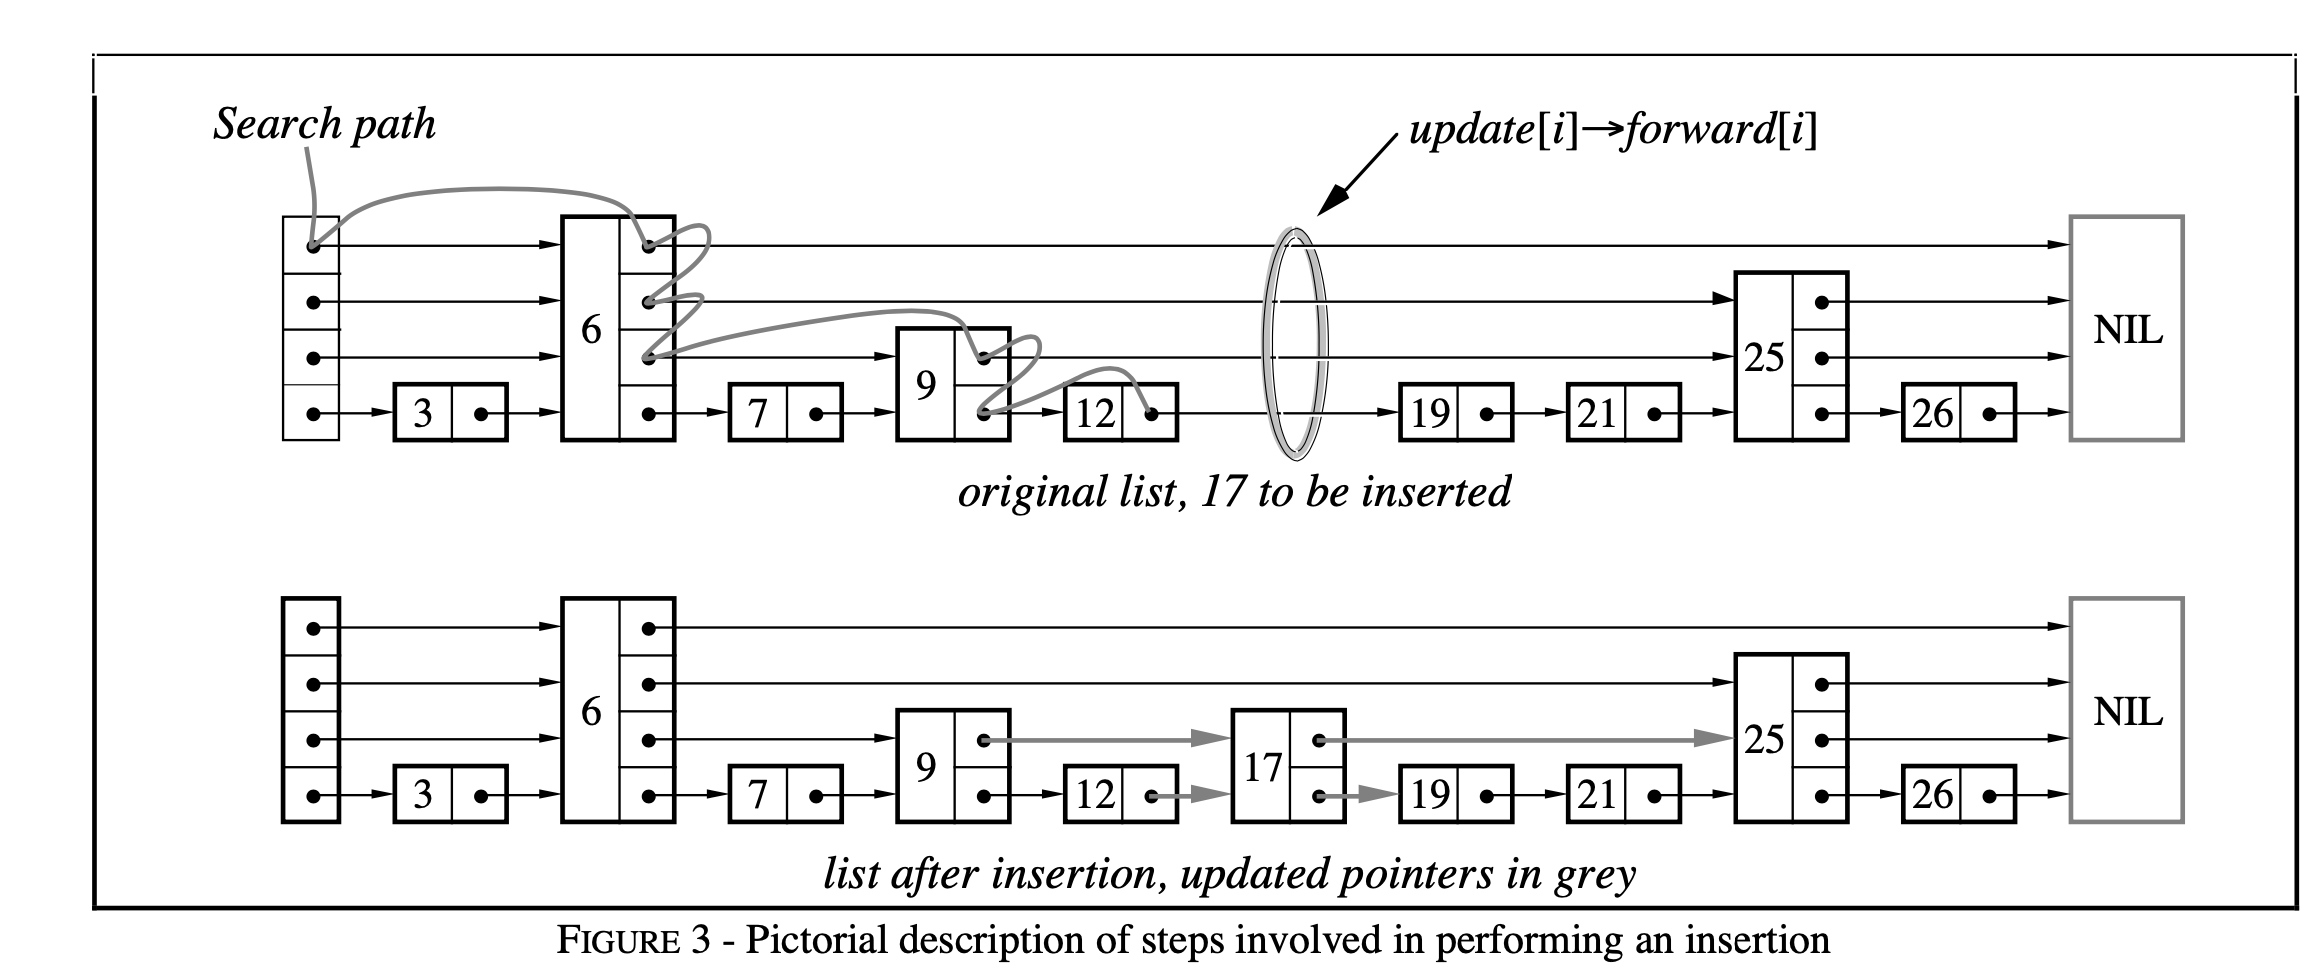 Search path
update[i]→forward[i]
6
NIL
25
9
3
7
12
19
21
26
original list, 17 to be inserted
6
NIL
25
9
17
3
7
12
19
21
26
list after insertion, updated pointers in grey
FIGURE 3 - Pictorial description of steps involved in performing an insertion